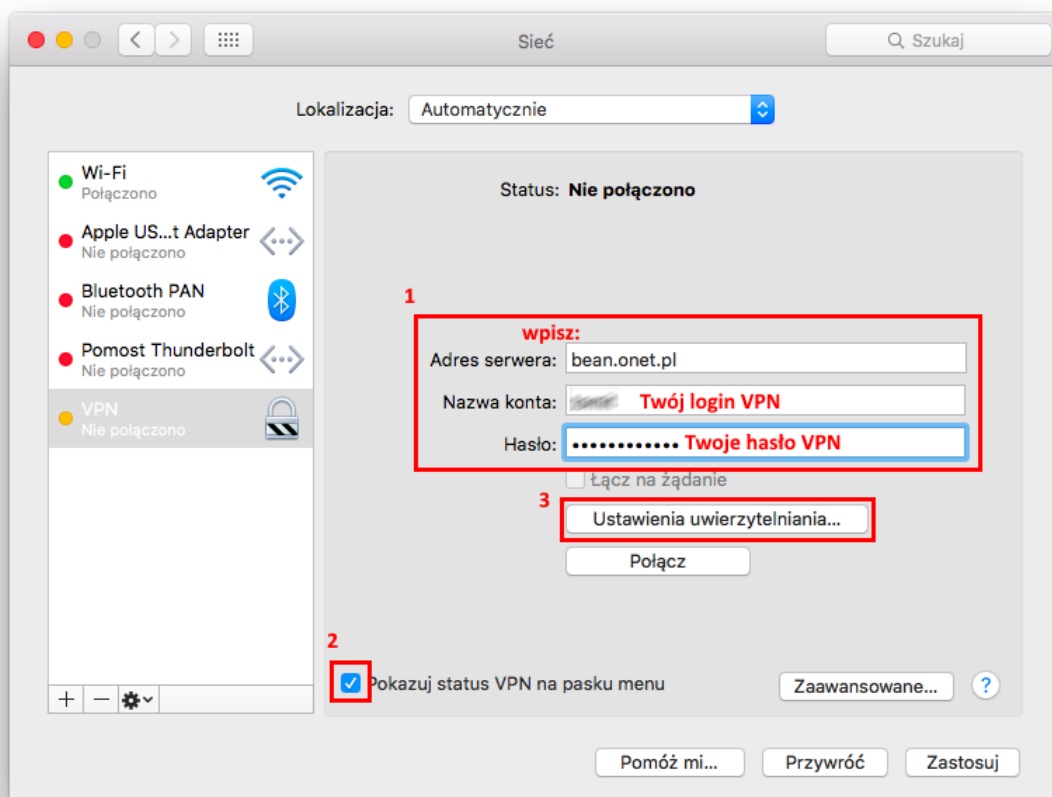 Sieć
Szukaj
Lokalizacja: Automatycznie
Wi-Fi
Połączono
Apple US...t Adapter
Nie połączono
Bluetooth PAN
Nie połączono
Pomost Thunderbolt
Nie połączono
VPN
Nie połączono
Status: Nie połączono
1
wpisz:
Adres serwera: bean.onet.pl
Nazwa konta: Twój login VPN
Hasło: •••••••••••• Twoje hasło VPN
Łącz na żądanie
3
Ustawienia uwierzytelniania...
Połącz
2
Pokazuj status VPN na pasku menu
Zaawansowane... ?
Pomóż mi... Przywróć Zastosuj